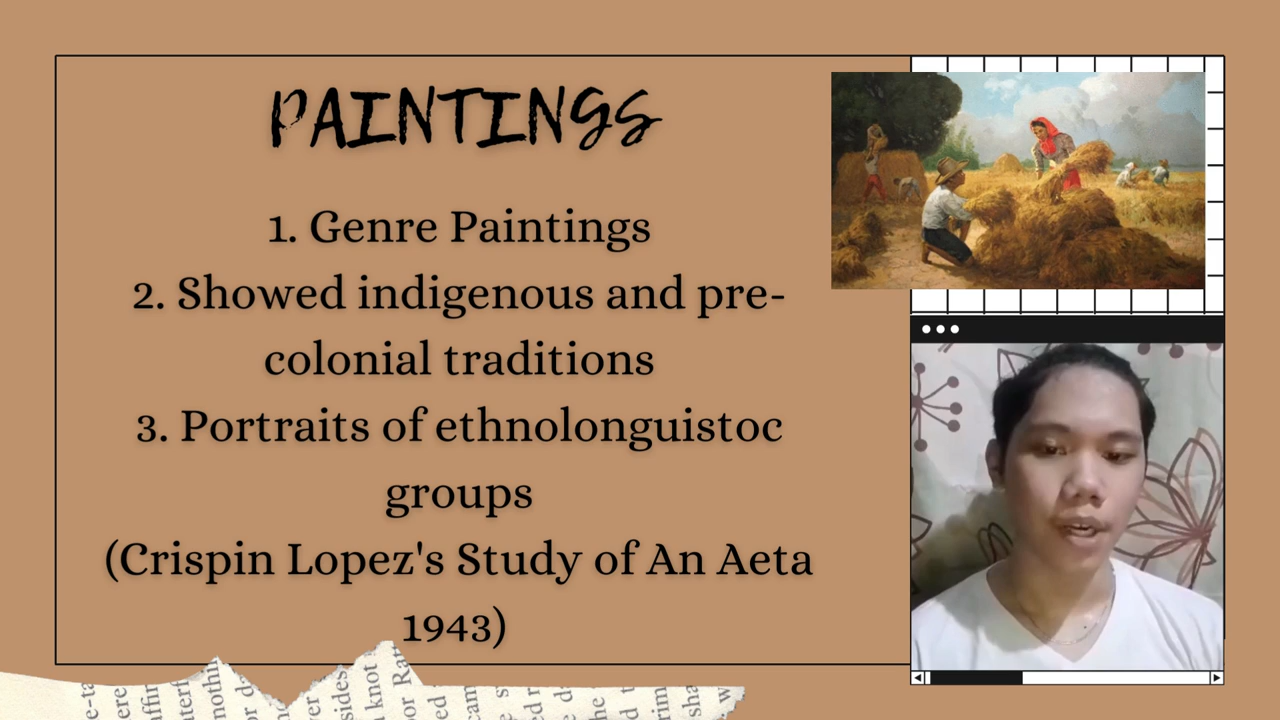 PAINTINGS
1. Genre Paintings
2. Showed indigenous and pre-
colonial traditions
3. Portraits of ethnolonguistoc
groups
(Crispin Lopez's Study of An Aeta
1943)